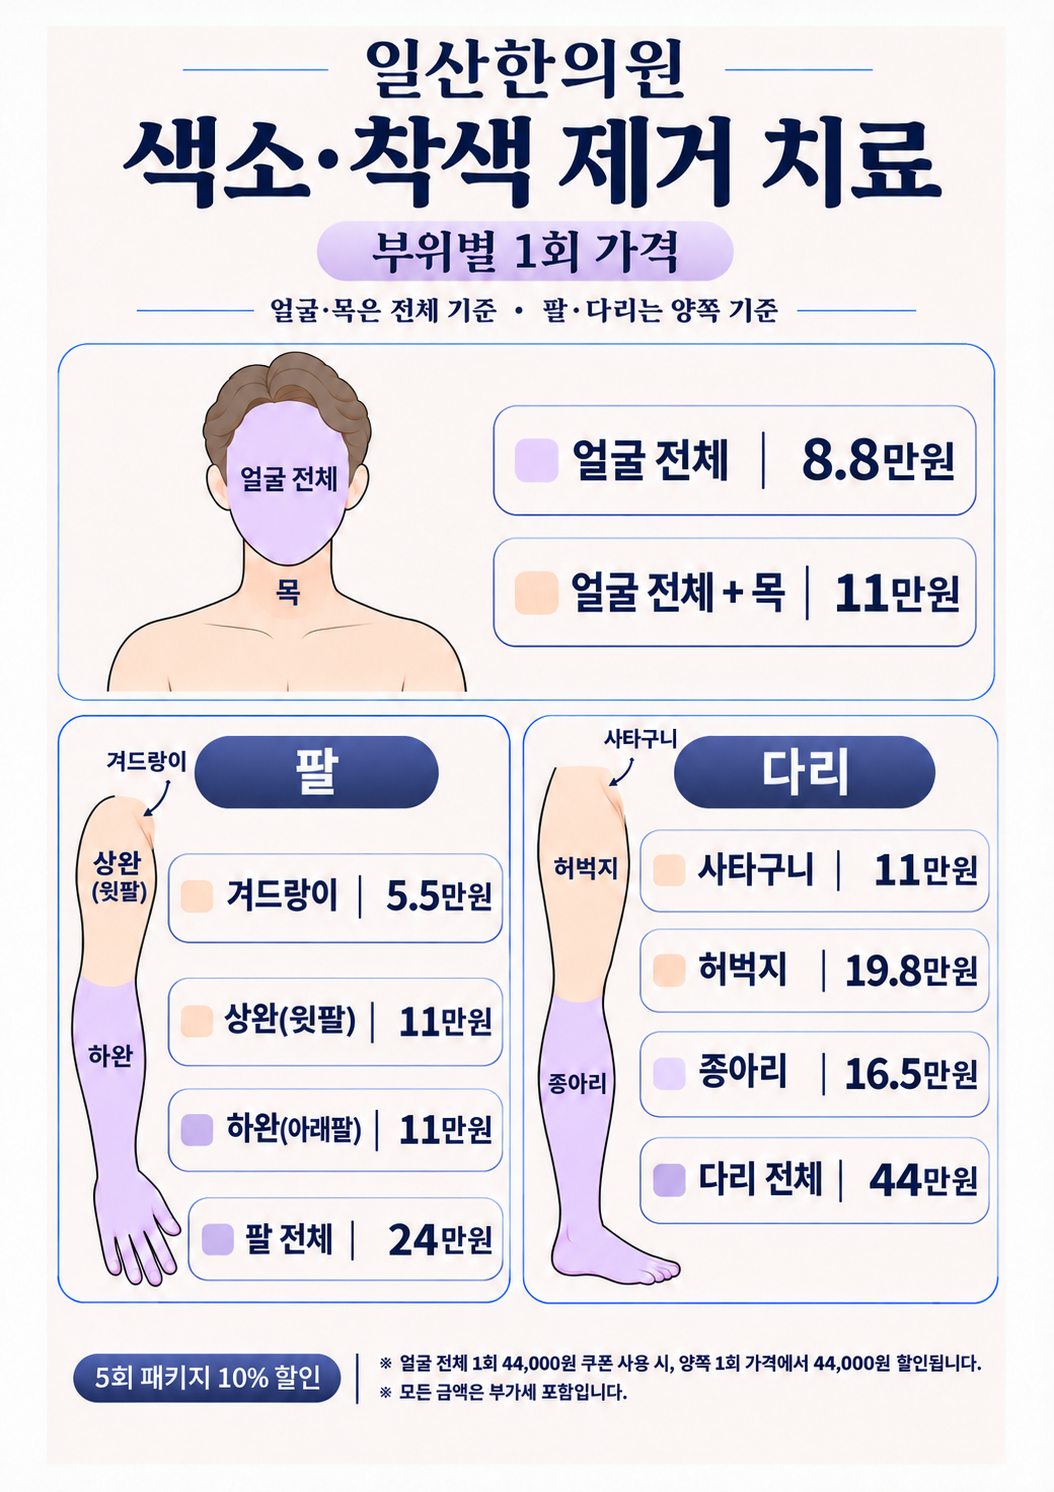 일산한의원
색소·착색 제거 치료
부위별 1회 가격
얼굴·목은 전체 기준 • 팔·다리는 양쪽 기준
얼굴 전체
목
얼굴 전체 | 8.8만원
얼굴 전체 + 목 | 11만원
겨드랑이
팔
상완
(윗팔)
하완
겨드랑이 | 5.5만원
상완(윗팔) | 11만원
하완(아래팔) | 11만원
팔 전체 | 24만원
사타구니
다리
허벅지
종아리
사타구니 | 11만원
허벅지 | 19.8만원
종아리 | 16.5만원
다리 전체 | 44만원
5회 패키지 10% 할인
※ 얼굴 전체 1회 44,000원 쿠폰 사용 시, 양쪽 1회 가격에서 44,000원 할인됩니다.
※ 모든 금액은 부가세 포함입니다.